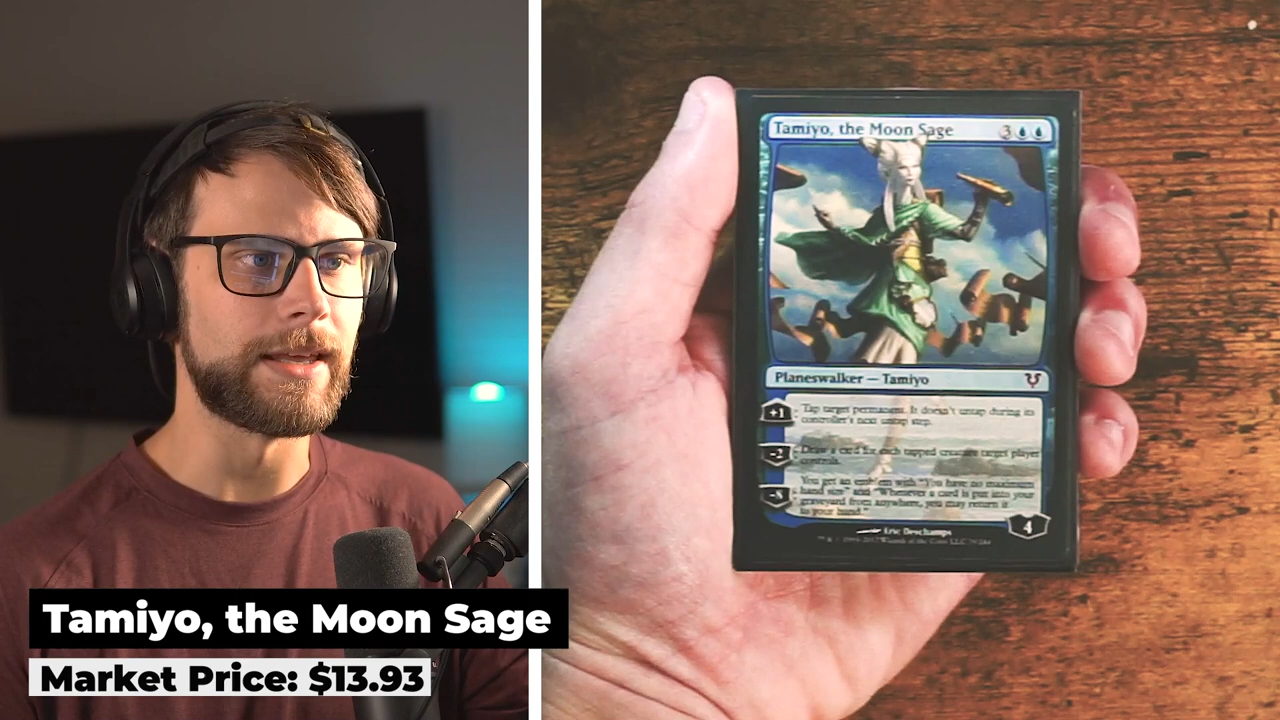 Tamiyo, the Moon Sage
3
Planeswalker — Tamiyo
+1
Tap target permanent. It doesn't untap during its
controller's next untap step.
-2
Draw a card for each tapped creature target player
controls.
-8
You get an emblem with "You have no maximum
hand size" and "Whenever a card is put into your
graveyard from anywhere, you may return it
to your hand."
4
Eric Deschamps
Tamiyo, the Moon Sage
Market Price: $13.93